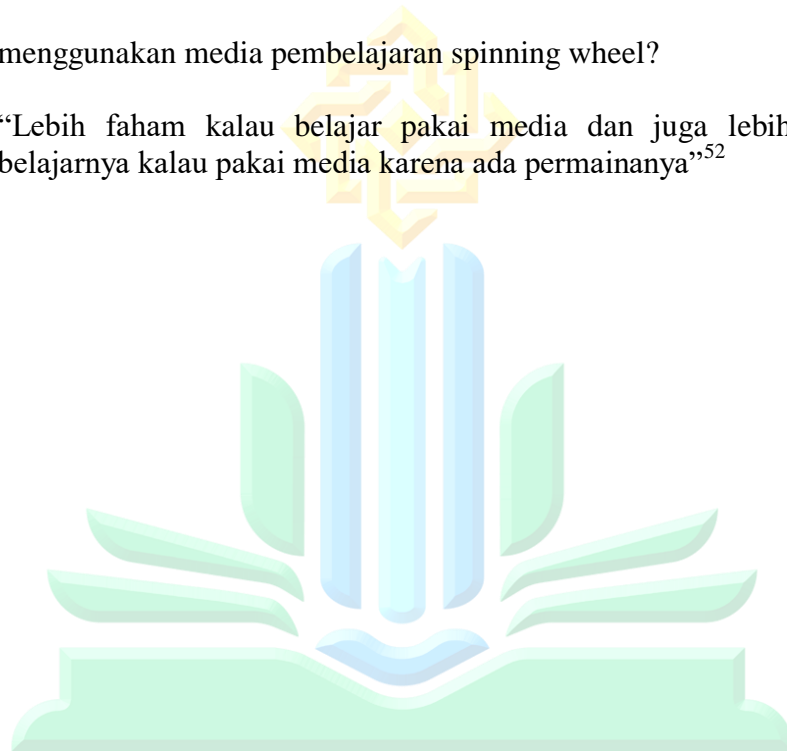 menggunakan media pembelajaran spinning wheel?
“Lebih faham kalau belajar pakai media dan juga lebih
belajarnya kalau pakai media karena ada permainanya”52